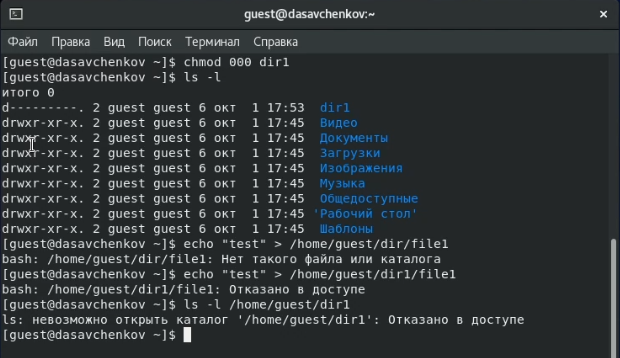 guest@dasavchenkov:~
Файл Правка Вид Поиск Терминал Справка
[guest@dasavchenkov ~]$ chmod 000 dir1
[guest@dasavchenkov ~]$ ls -l
итого 0
d---------. 2 guest guest 6 окт  1 17:53  dir1
drwxr-xr-x. 2 guest guest 6 окт  1 17:45  Видео
drwxr-xr-x. 2 guest guest 6 окт  1 17:45  Документы
drwxr-xr-x. 2 guest guest 6 окт  1 17:45  Загрузки
drwxr-xr-x. 2 guest guest 6 окт  1 17:45  Изображения
drwxr-xr-x. 2 guest guest 6 окт  1 17:45  Музыка
drwxr-xr-x. 2 guest guest 6 окт  1 17:45  Общедоступные
drwxr-xr-x. 2 guest guest 6 окт  1 17:45 'Рабочий стол'
drwxr-xr-x. 2 guest guest 6 окт  1 17:45  Шаблоны
[guest@dasavchenkov ~]$ echo "test" > /home/guest/dir/file1
bash: /home/guest/dir/file1: Нет такого файла или каталога
[guest@dasavchenkov ~]$ echo "test" > /home/guest/dir1/file1
bash: /home/guest/dir1/file1: Отказано в доступе
[guest@dasavchenkov ~]$ ls -l /home/guest/dir1
ls: невозможно открыть каталог '/home/guest/dir1': Отказано в доступе
[guest@dasavchenkov ~]$